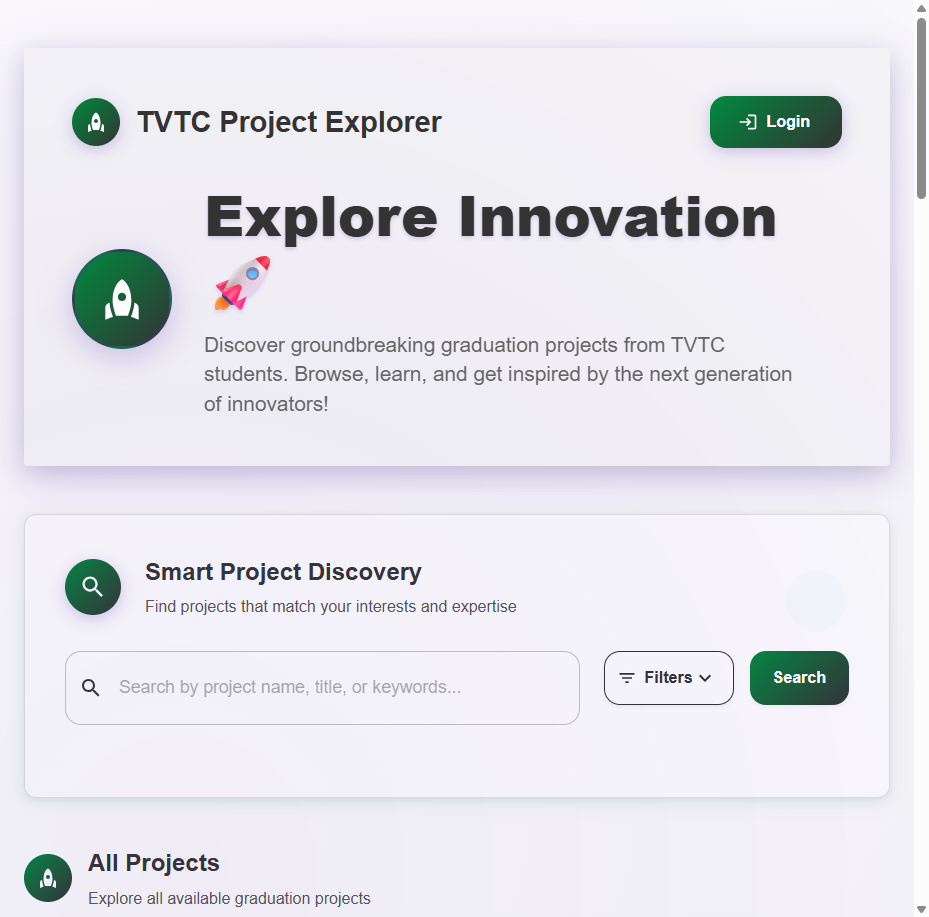 TVTC Project Explorer
Login
Explore Innovation
🚀
Discover groundbreaking graduation projects from TVTC
students. Browse, learn, and get inspired by the next generation
of innovators!
Smart Project Discovery
Find projects that match your interests and expertise
Search by project name, title, or keywords...
Filters
Search
All Projects
Explore all available graduation projects